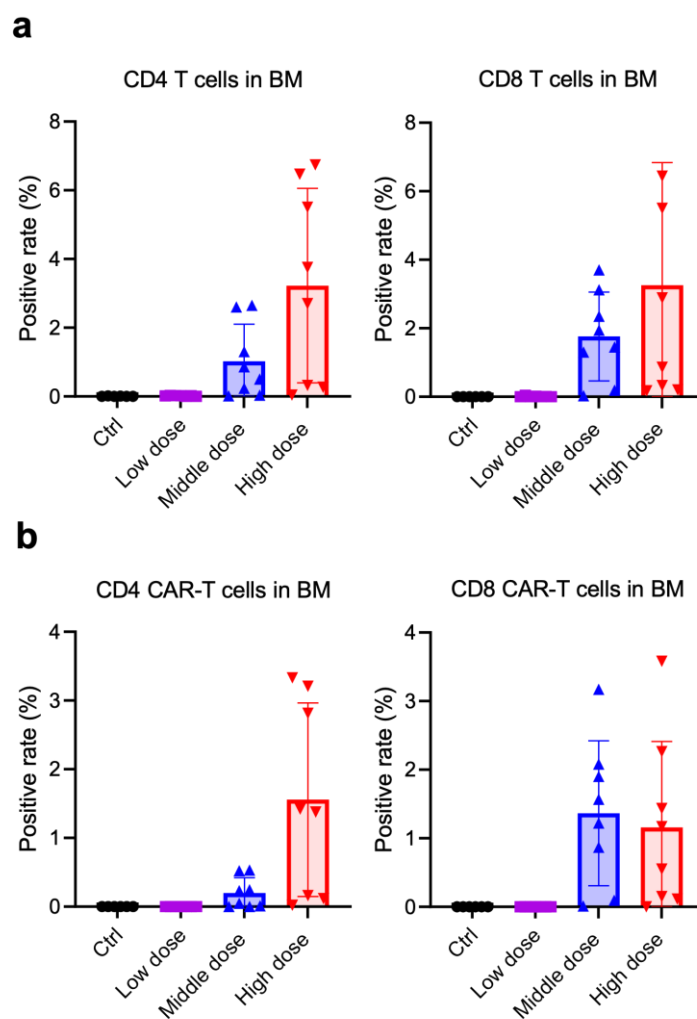 a
CD4 T cells in BM
Positive rate (%)
8
6
4
2
0
Ctrl
Low dose
Middle dose
High dose
CD8 T cells in BM
Positive rate (%)
8
6
4
2
0
Ctrl
Low dose
Middle dose
High dose
b
CD4 CAR-T cells in BM
Positive rate (%)
4
3
2
1
0
Ctrl
Low dose
Middle dose
High dose
CD8 CAR-T cells in BM
Positive rate (%)
4
3
2
1
0
Ctrl
Low dose
Middle dose
High dose